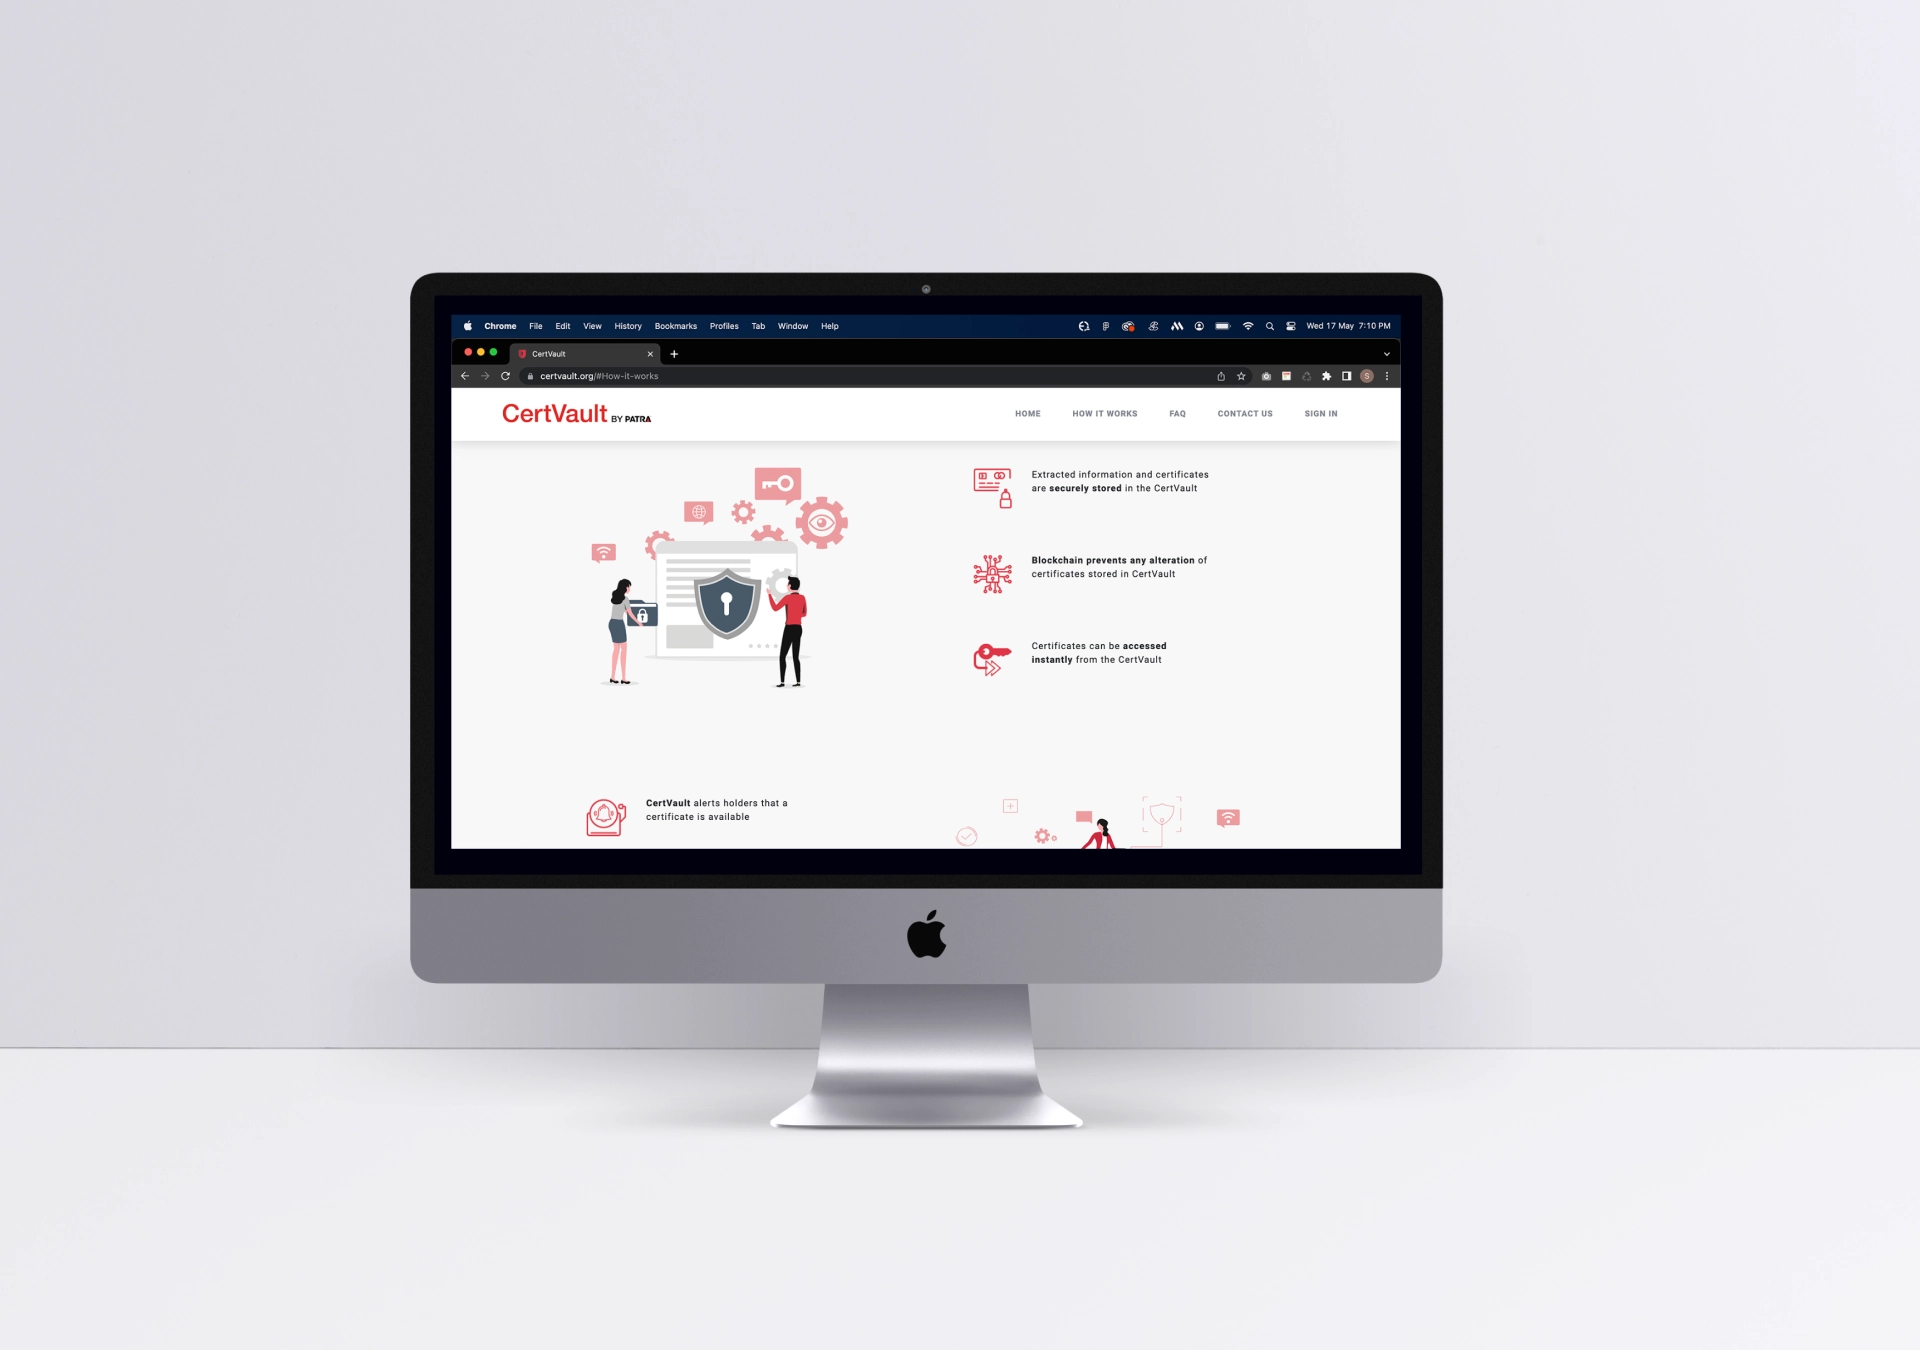 Chrome File Edit View History Bookmarks Profiles Tab Window Help Wed 17 May 7:10 PM
CertVault
certvault.org/#How-it-works S
CertVault BY PATRA
HOME HOW IT WORKS FAQ CONTACT US SIGN IN
Extracted information and certificates
are securely stored in the CertVault
Blockchain prevents any alteration of
certificates stored in CertVault
Certificates can be accessed
instantly from the CertVault
CertVault alerts holders that a
certificate is available